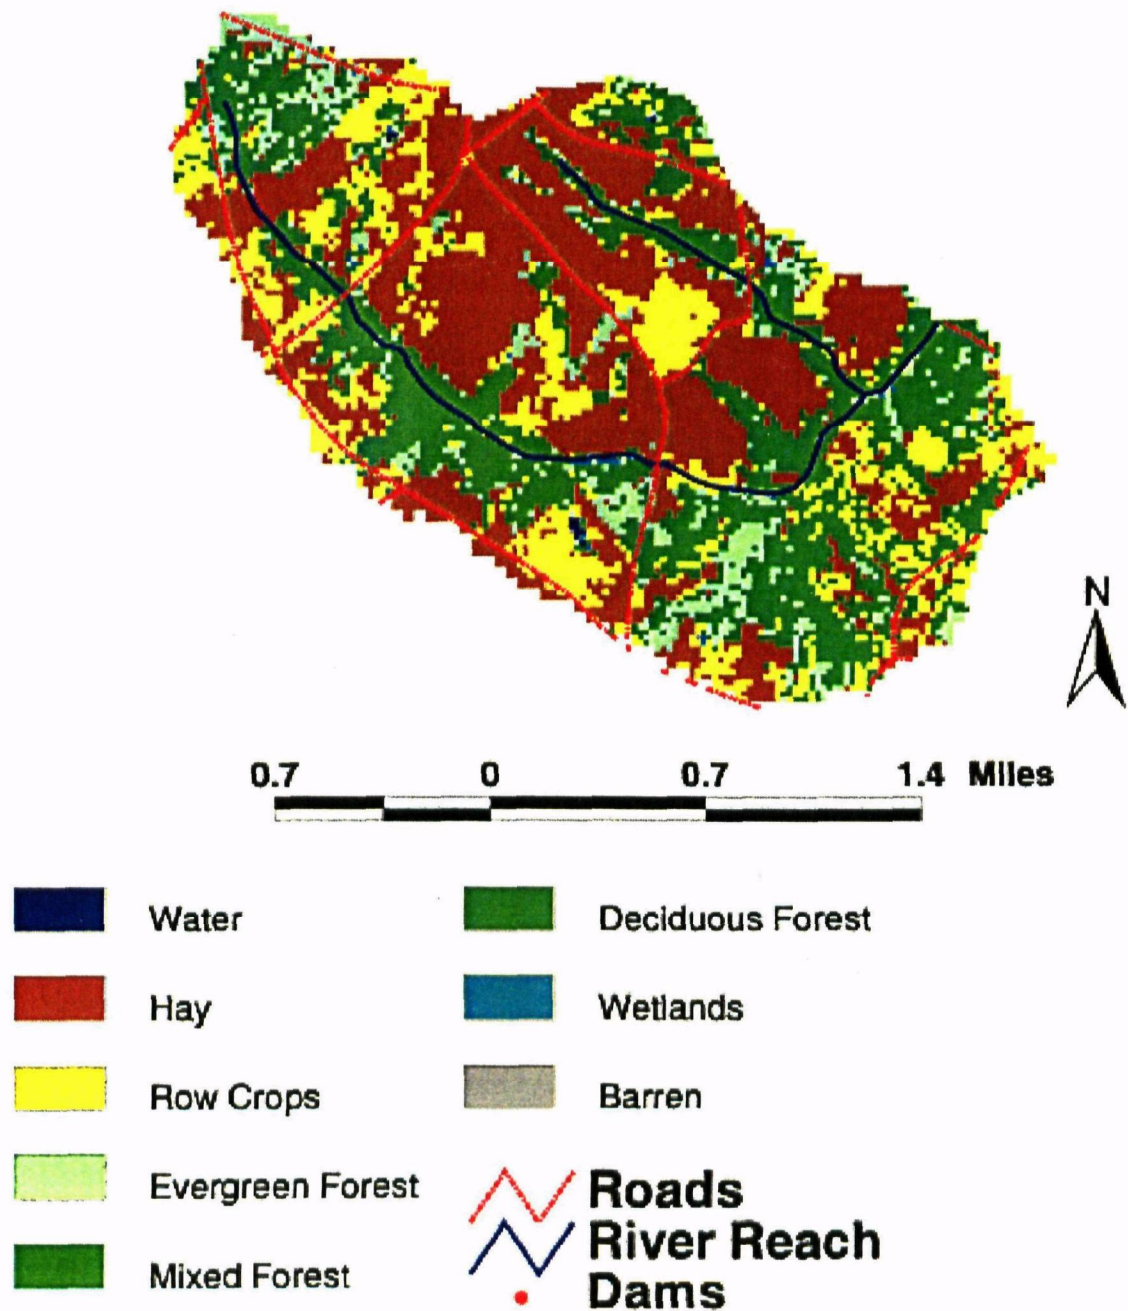 N
0.7 0 0.7 1.4 Miles
Water
Hay
Row Crops
Evergreen Forest
Mixed Forest
Deciduous Forest
Wetlands
Barren
Roads
River Reach
Dams